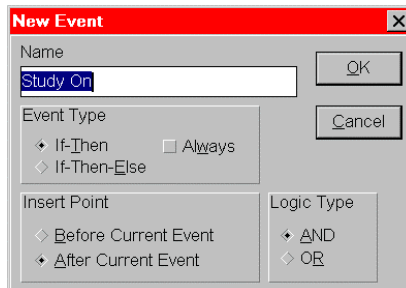 New Event
Name
Study On
OK
Cancel
Event Type
If-Then
Always
If-Then-Else
Insert Point
Before Current Event
After Current Event
Logic Type
AND
OR